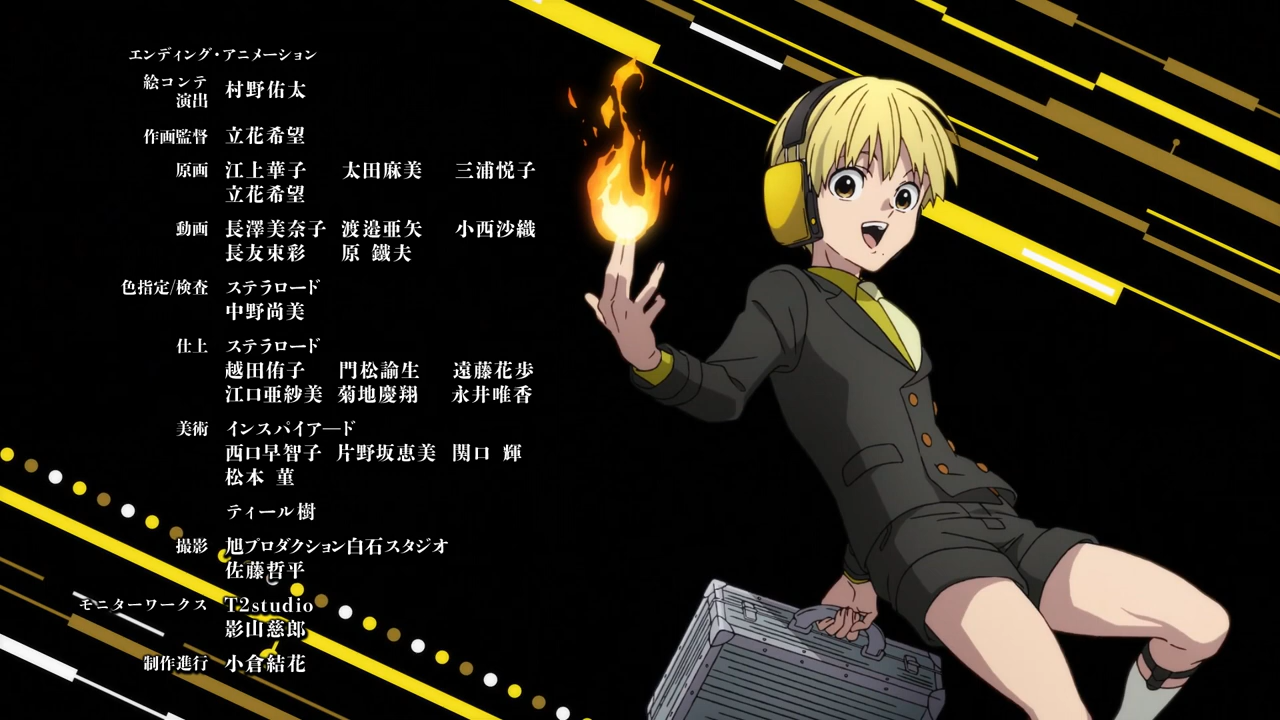 エンディング・アニメーション
絵コンテ
演出 村野佑太
作画監督 立花希望
原画 江上華子 太田麻美 三浦悦子
立花希望
動画 長澤美奈子 渡邉亜矢 小西沙織
長友束彩 原 鐵夫
色指定/検査 ステラロード
中野尚美
仕上 ステラロード
越田侑子 門松諭生 遠藤花歩
江口亜紗美 菊地慶翔 永井唯香
美術 インスパイアード
西口早智子 片野坂恵美 関口 輝
松本 菫
ティール樹
撮影 旭プロダクション白石スタジオ
佐藤哲平
モニターワークス T2studio
影山慈郎
制作進行 小倉結花